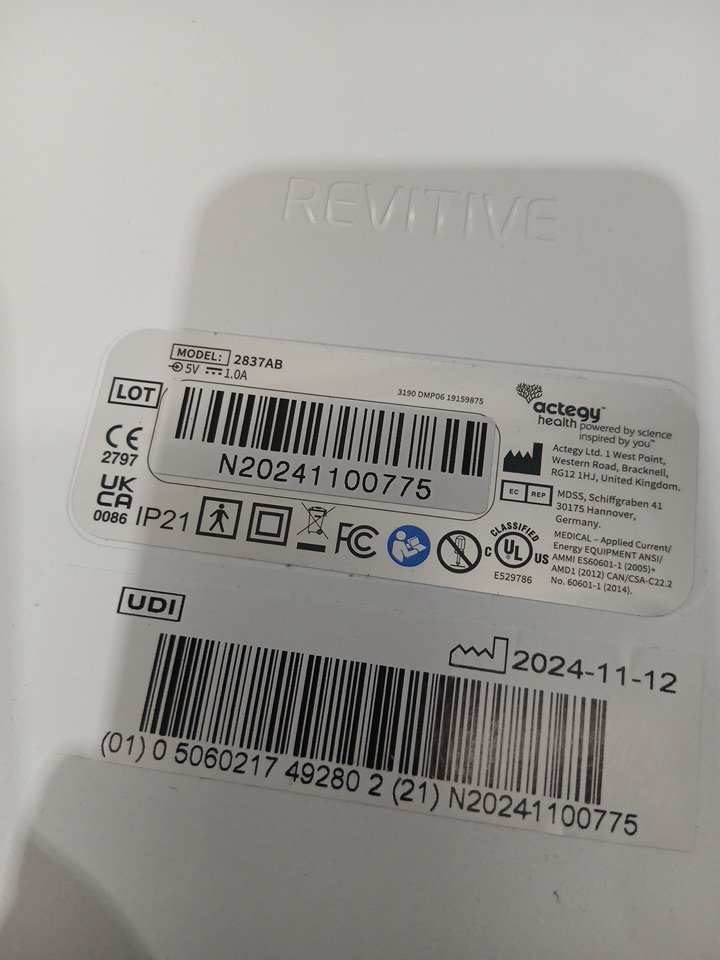 REVITIVE
MODEL: 2837AB
5V 1.0A
3190 DMP06 19159875
LOT
N20241100775
CE
2797
UK
CA
0086
IP21
FC
actegy
health powered by science
inspired by you™
Actegy Ltd. 1 West Point,
Western Road, Bracknell,
RG12 1HJ, United Kingdom.
EC REP
MDSS, Schiffgraben 41
30175 Hannover,
Germany.
CLASSIFIED
C UL US
E529786
MEDICAL – Applied Current/
Energy EQUIPMENT ANSI/
AMMI ES60601-1 (2005)+
AMD1 (2012) CAN/CSA-C22.2
No. 60601-1 (2014).
UDI
2024-11-12
(01) 0 5060217 49280 2 (21) N20241100775